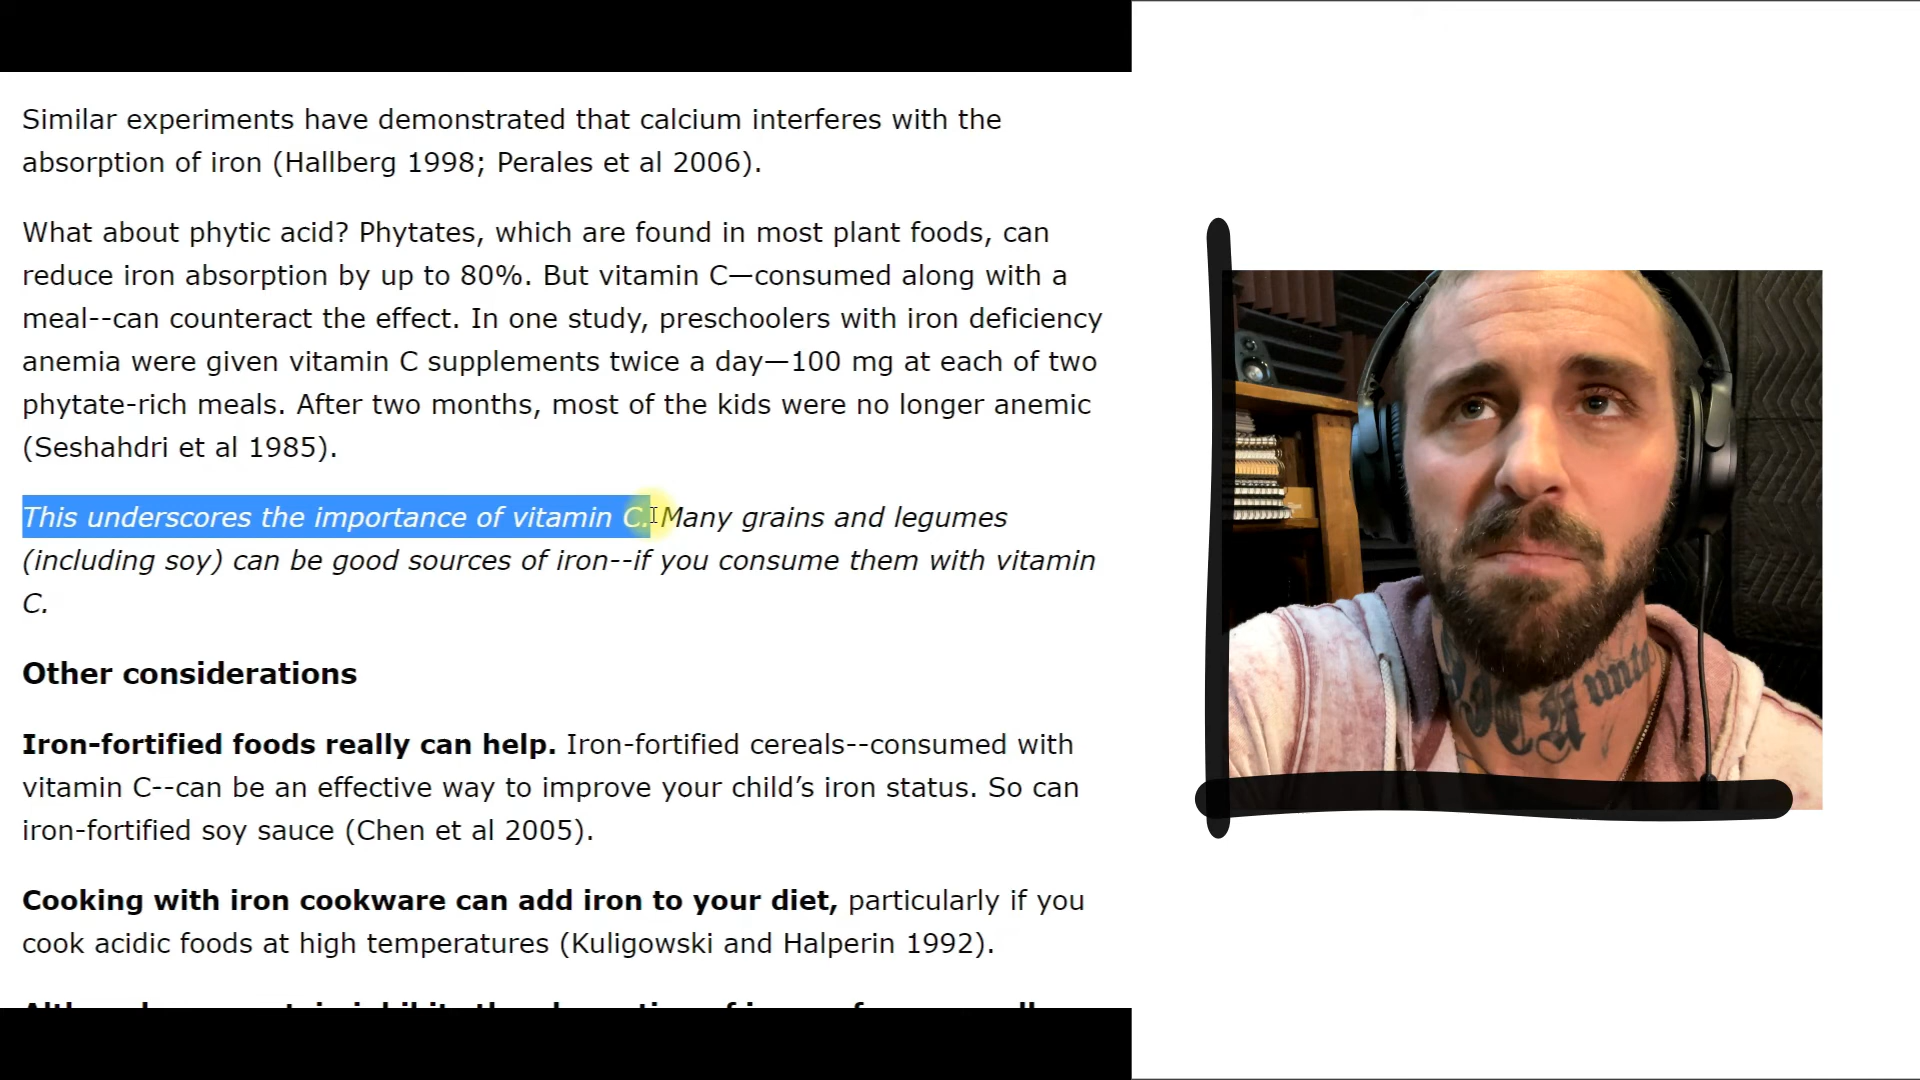 Similar experiments have demonstrated that calcium interferes with the
absorption of iron (Hallberg 1998; Perales et al 2006).
What about phytic acid? Phytates, which are found in most plant foods, can
reduce iron absorption by up to 80%. But vitamin C—consumed along with a
meal--can counteract the effect. In one study, preschoolers with iron deficiency
anemia were given vitamin C supplements twice a day—100 mg at each of two
phytate-rich meals. After two months, most of the kids were no longer anemic
(Seshahdri et al 1985).
This underscores the importance of vitamin C. Many grains and legumes
(including soy) can be good sources of iron--if you consume them with vitamin
C.
Other considerations
Iron-fortified foods really can help. Iron-fortified cereals--consumed with
vitamin C--can be an effective way to improve your child’s iron status. So can
iron-fortified soy sauce (Chen et al 2005).
Cooking with iron cookware can add iron to your diet, particularly if you
cook acidic foods at high temperatures (Kuligowski and Halperin 1992).